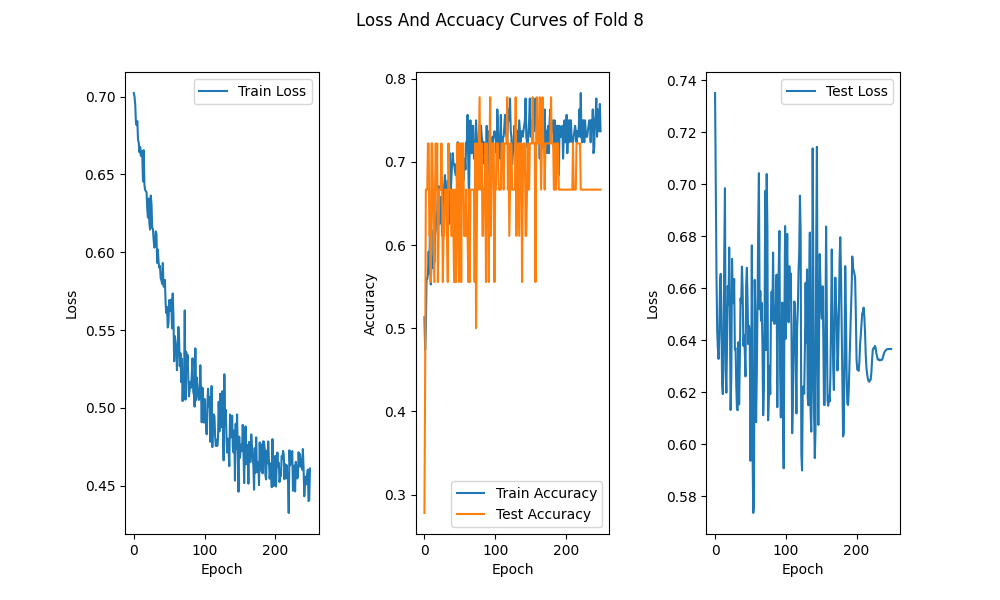 Loss And Accuacy Curves of Fold 8
Train Loss
0.70
0.65
0.60
0.55
0.50
0.45
Loss
0
100
200
Epoch
0.8
0.7
0.6
0.5
0.4
0.3
Accuracy
Train Accuracy
Test Accuracy
0
100
200
Epoch
Test Loss
0.74
0.72
0.70
0.68
0.66
0.64
0.62
0.60
0.58
Loss
0
100
200
Epoch